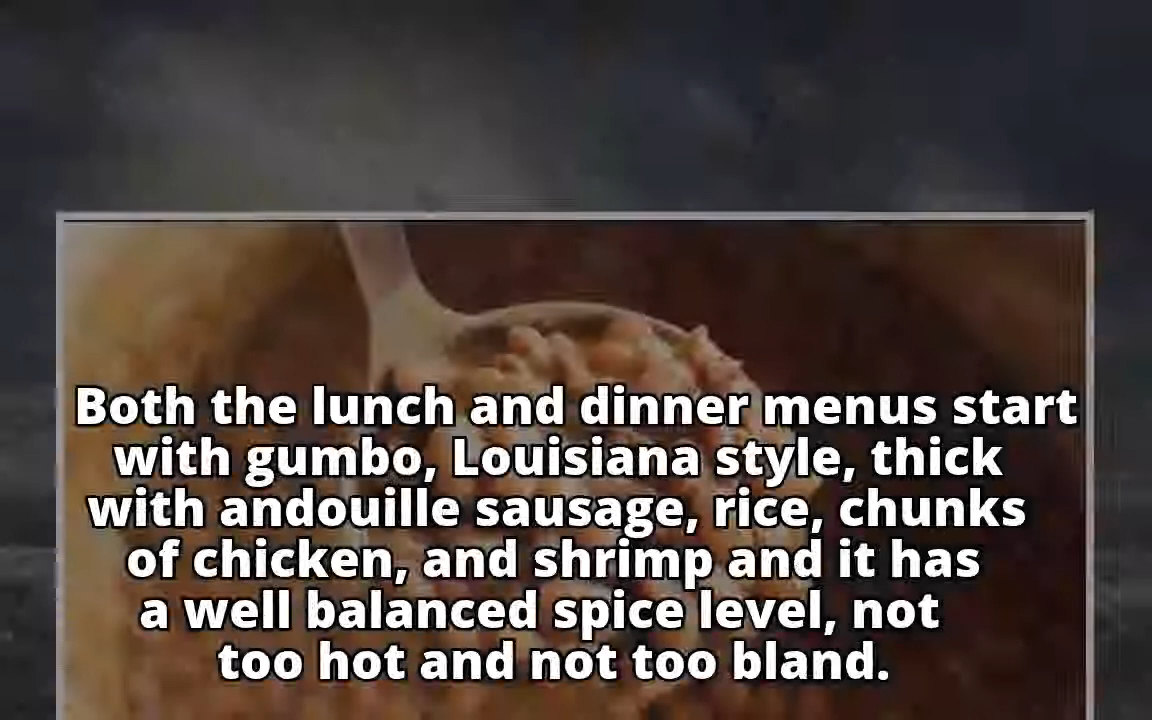 Both the lunch and dinner menus start
with gumbo, Louisiana style, thick
with andouille sausage, rice, chunks
of chicken, and shrimp and it has
a well balanced spice level, not
too hot and not too bland.